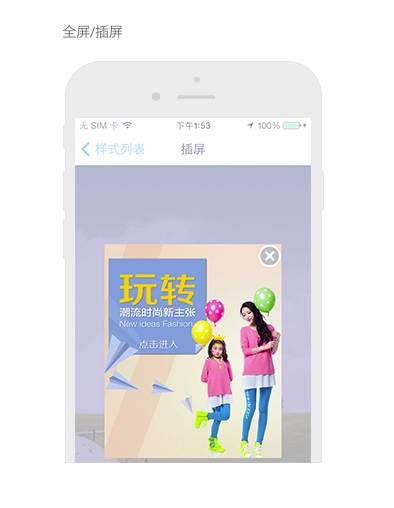 全屏/插屏
无 SIM 卡 下午1:53 100%
样式列表 插屏
玩转
潮流时尚新主张
New ideas Fashion
点击进入